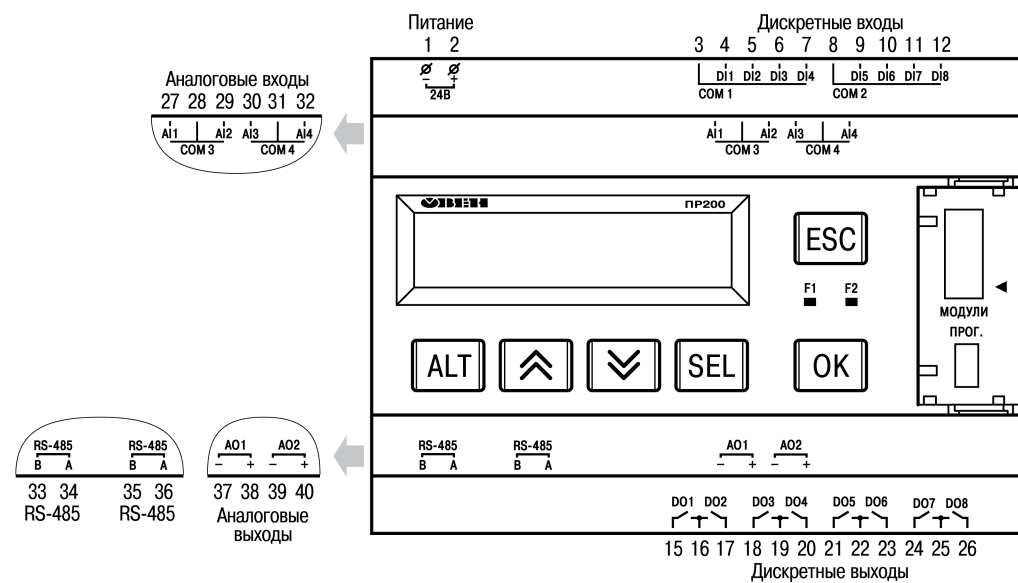 Питание
1 2
– +
24В
Дискретные входы
3 4 5 6 7 8 9 10 11 12
DI1 DI2 DI3 DI4 DI5 DI6 DI7 DI8
COM 1 COM 2
Аналоговые входы
27 28 29 30 31 32
AI1 AI2 AI3 AI4
COM 3 COM 4
AI1 AI2 AI3 AI4
COM 3 COM 4
ОВЕН ПР200
ESC
F1 F2
МОДУЛИ
ПРОГ.
ALT SEL OK
RS-485 RS-485 AO1 AO2
B A B A – + – +
33 34 35 36 37 38 39 40
RS-485 RS-485 Аналоговые
выходы
RS-485 RS-485 AO1 AO2
B A B A – + – +
DO1 DO2 DO3 DO4 DO5 DO6 DO7 DO8
15 16 17 18 19 20 21 22 23 24 25 26
Дискретные выходы